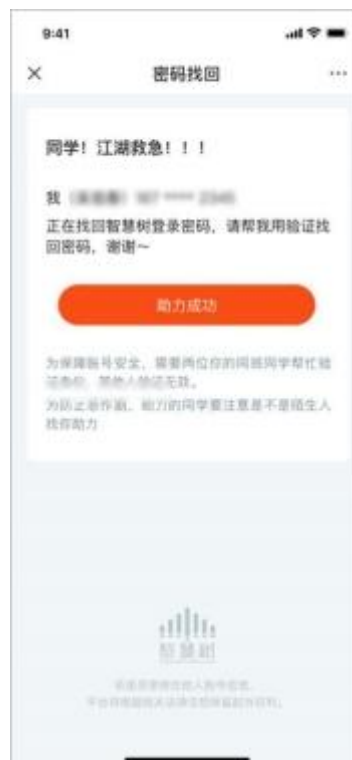 9:41
密码找回
同学！江湖救急！！！
我
正在找回智慧树登录密码，请帮我用验证找
回密码，谢谢～
助力成功
为保障账号安全，需要两位你的同班同学帮忙验
证身份，其他人验证无效。
为防止恶作剧，助力的同学要注意是不是陌生人
找你助力
智慧树